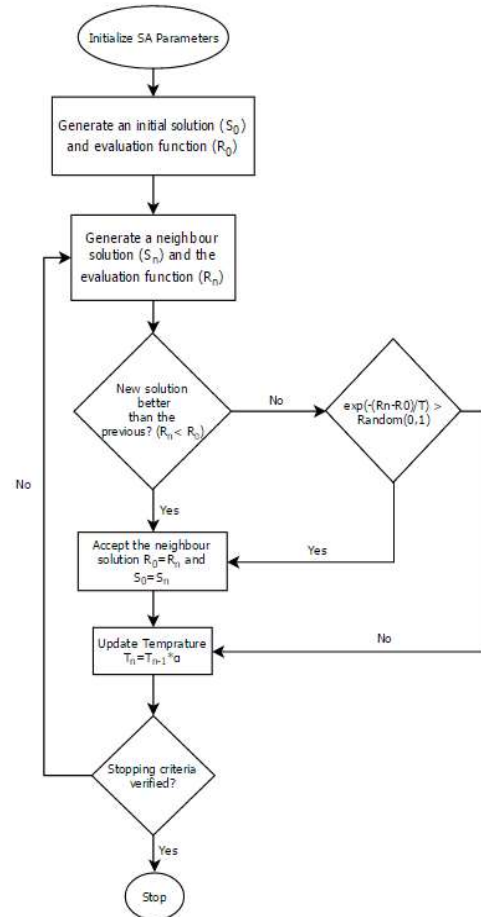 Initialize SA Parameters
Generate an initial solution (S₀)
and evaluation function (R₀)
Generate a neighbour
solution (Sₙ) and the
evaluation function (Rₙ)
New solution
better
than the
previous? (Rₙ< R₀)
No
exp(-(Rn-R0)/T) >
Random(0,1)
No
Yes
Yes
Accept the neighbour
solution R₀=Rₙ and
S₀=Sₙ
Update Temprature
Tₙ=Tₙ₋₁*α
No
Stopping criteria
verified?
Yes
Stop